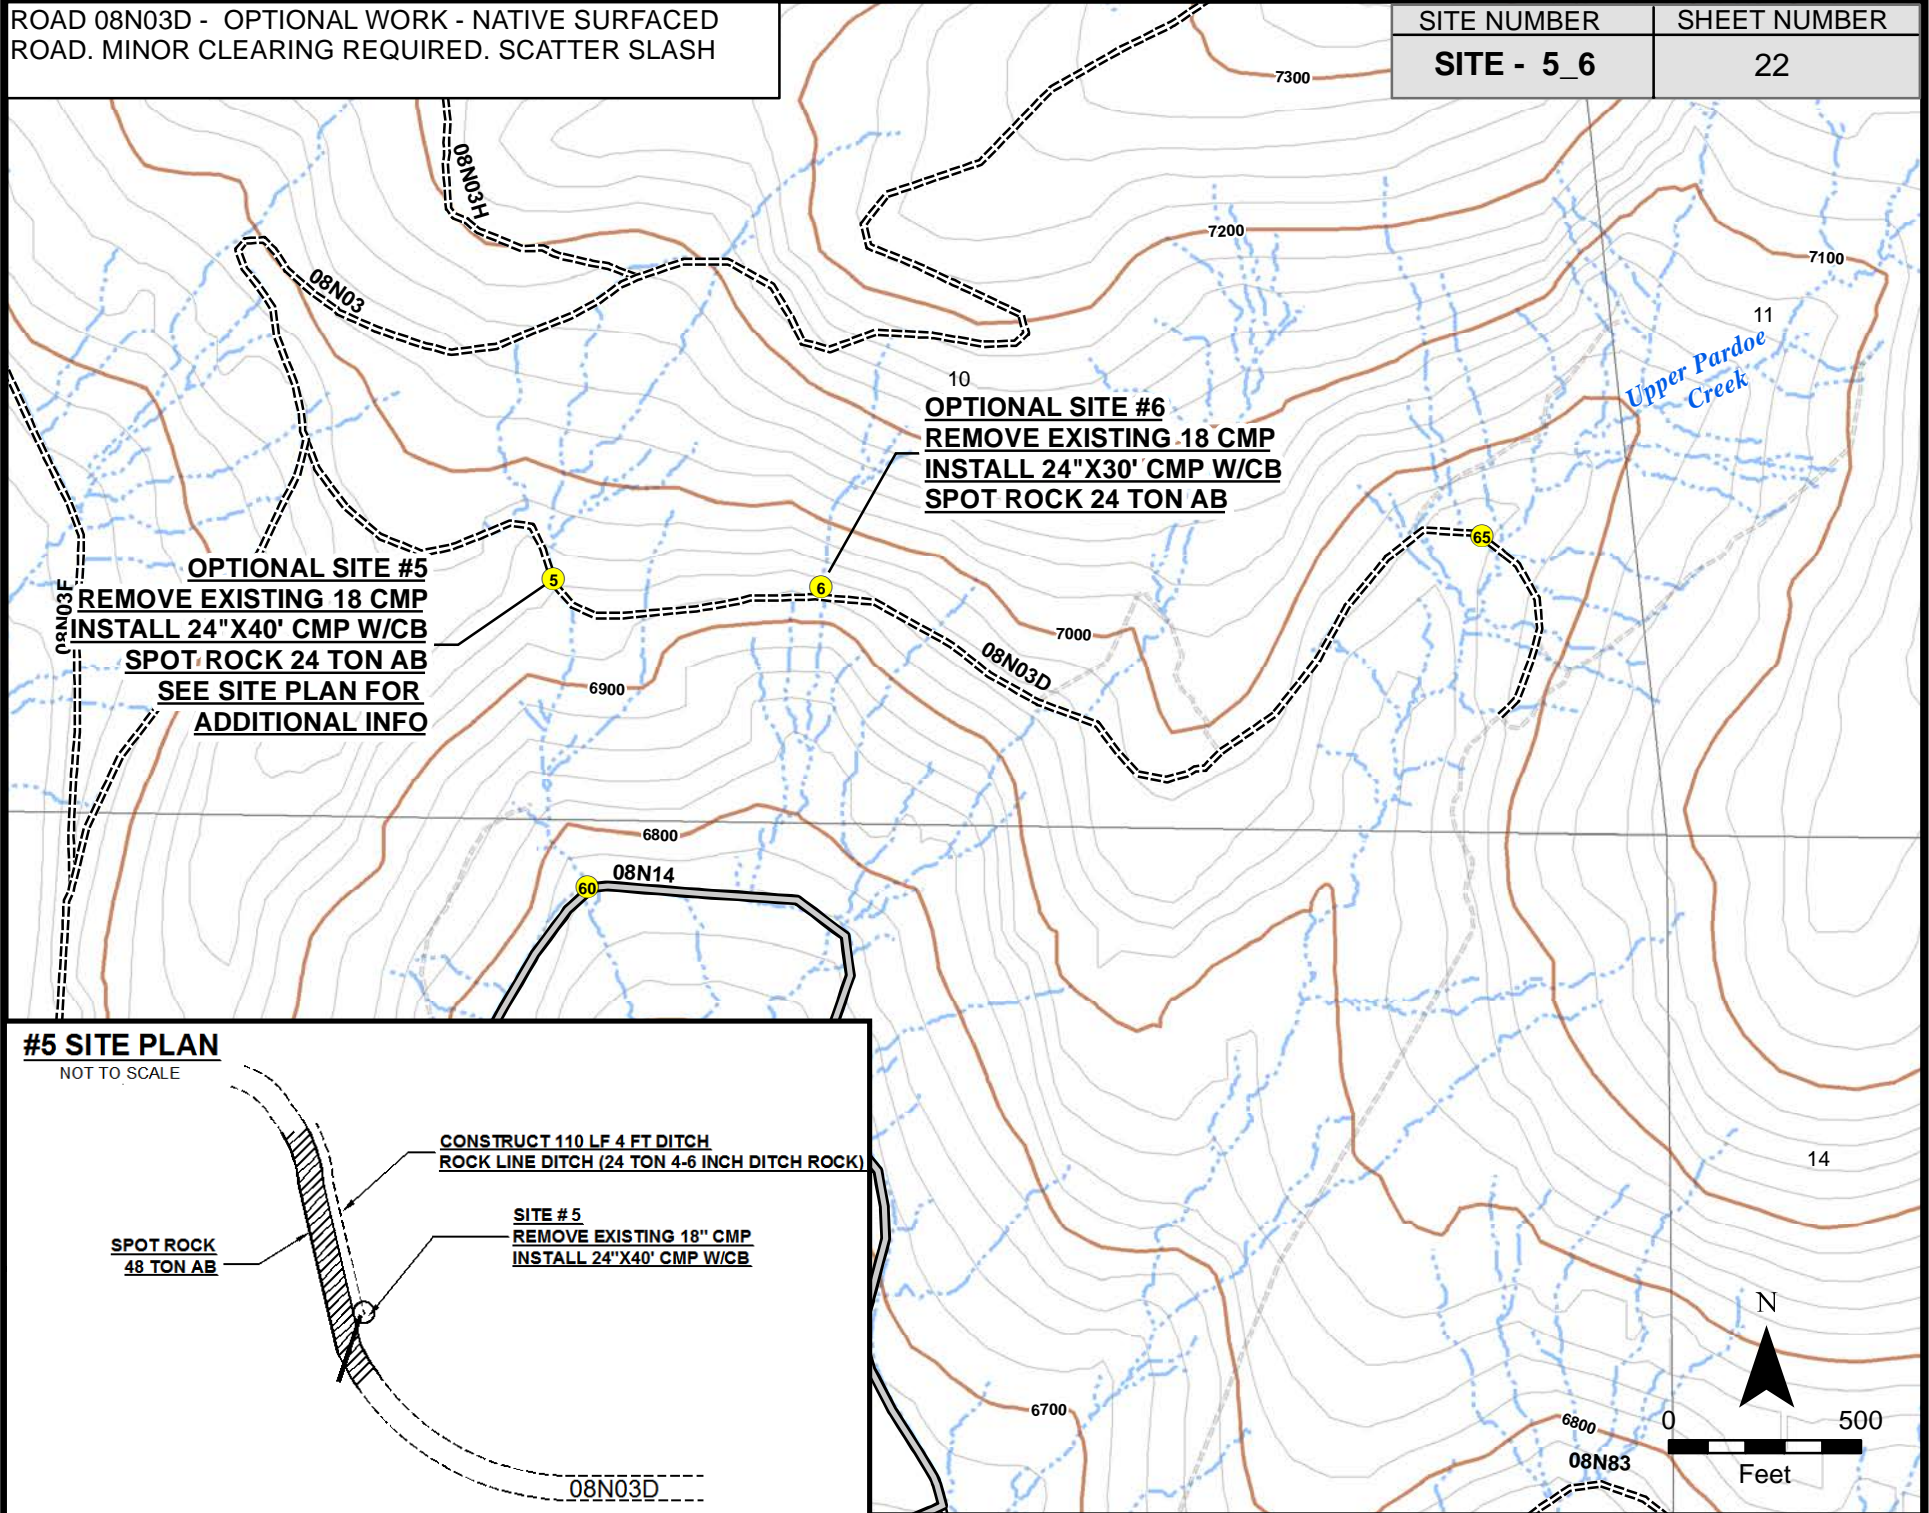 ROAD 08N03D - OPTIONAL WORK - NATIVE SURFACED
ROAD. MINOR CLEARING REQUIRED. SCATTER SLASH
SITE NUMBER
SHEET NUMBER
SITE - 5_6
22
7300
08N03H
7200
7100
08N03
11
Upper Pardoe
Creek
10
OPTIONAL SITE #6
REMOVE EXISTING 18 CMP
INSTALL 24"X30' CMP W/CB
SPOT ROCK 24 TON AB
65
OPTIONAL SITE #5
REMOVE EXISTING 18 CMP
INSTALL 24"X40' CMP W/CB
SPOT ROCK 24 TON AB
SEE SITE PLAN FOR
ADDITIONAL INFO
08N03F
5
6
7000
08N03D
6900
6800
08N14
60
#5 SITE PLAN
NOT TO SCALE
CONSTRUCT 110 LF 4 FT DITCH
ROCK LINE DITCH (24 TON 4-6 INCH DITCH ROCK)
SITE # 5
REMOVE EXISTING 18" CMP
INSTALL 24"X40' CMP W/CB
SPOT ROCK
48 TON AB
08N03D
14
6700
6800
08N83
N
0
500
Feet